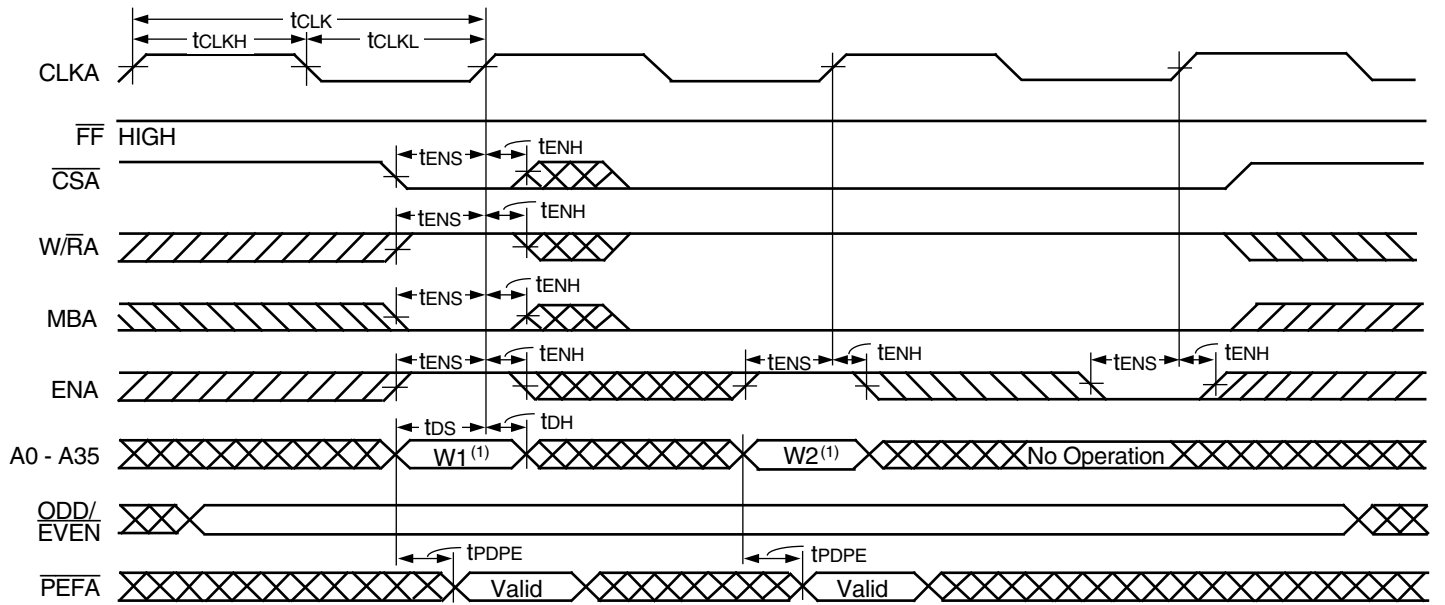 tCLK
tCLKH tCLKL
CLKA
FF HIGH
tENS tENH
CSA
tENS tENH
W/RA
tENS tENH
MBA
tENS tENH tENS tENH tENS tENH
ENA
tDS tDH
A0 - A35 W1(1) W2(1) No Operation
ODD/
EVEN
tPDPE tPDPE
PEFA Valid Valid